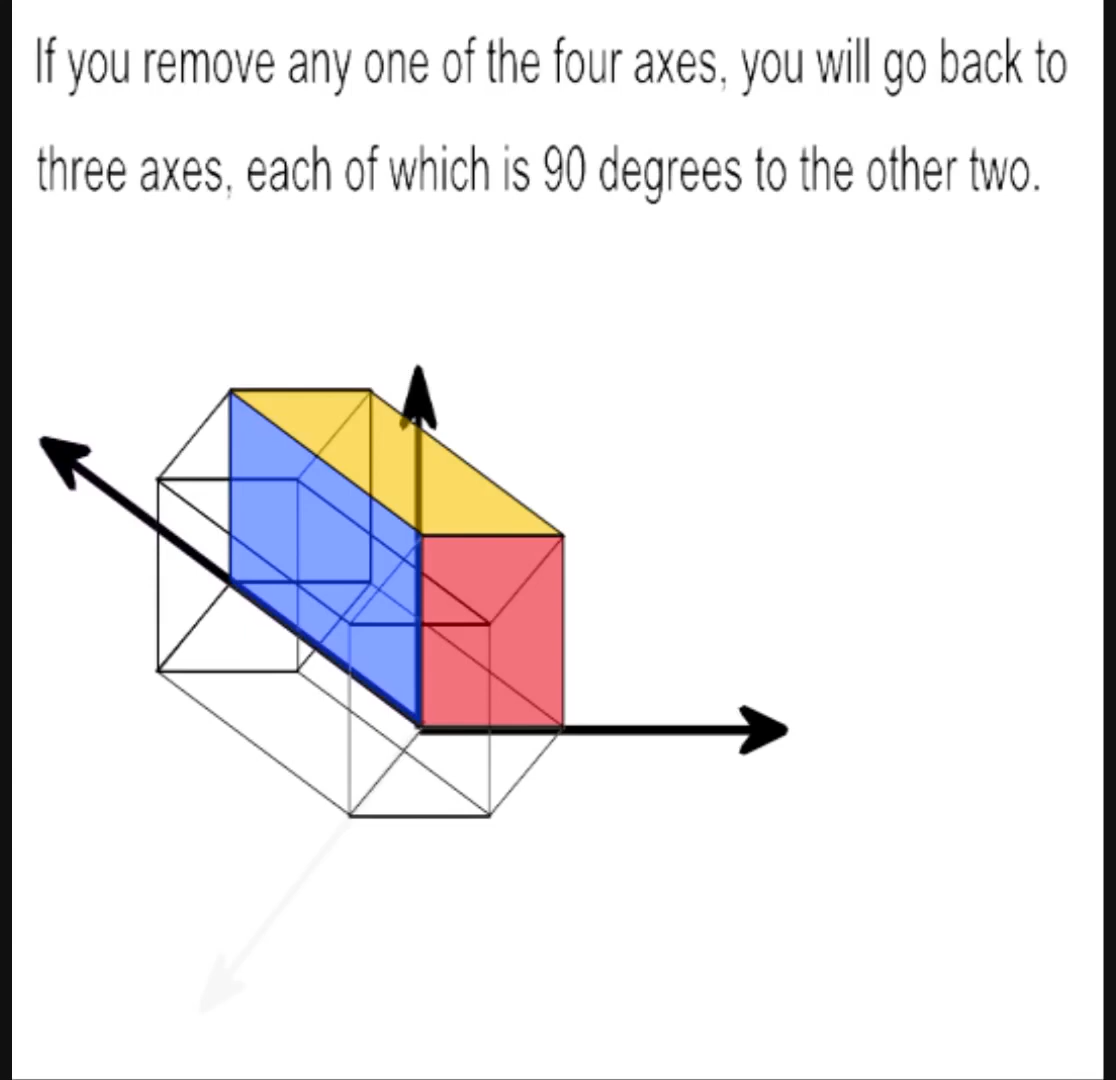 If you remove any one of the four axes, you will go back to
three axes, each of which is 90 degrees to the other two.